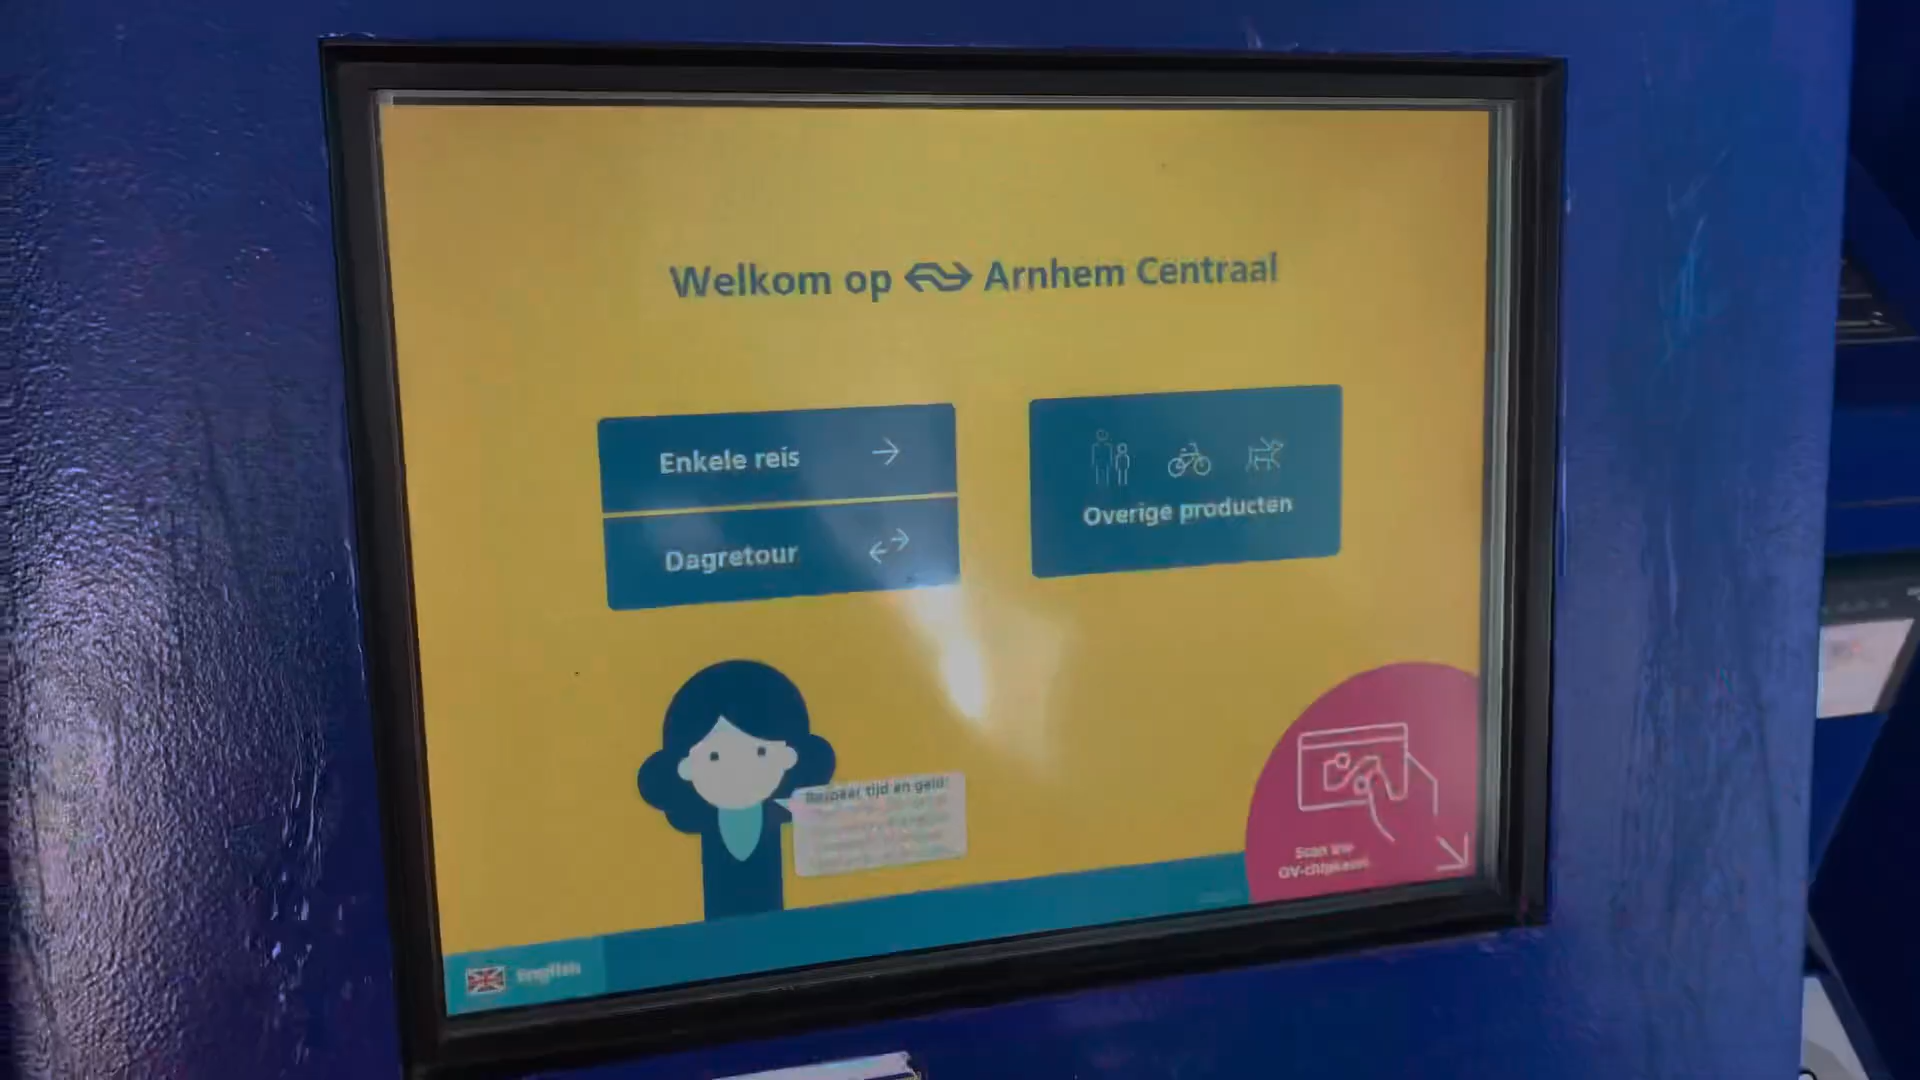 Welkom op Arnhem Centraal
Enkele reis
Dagretour
Overige producten
Bespaar tijd en geld!
Scan uw
OV-chipkaart
English